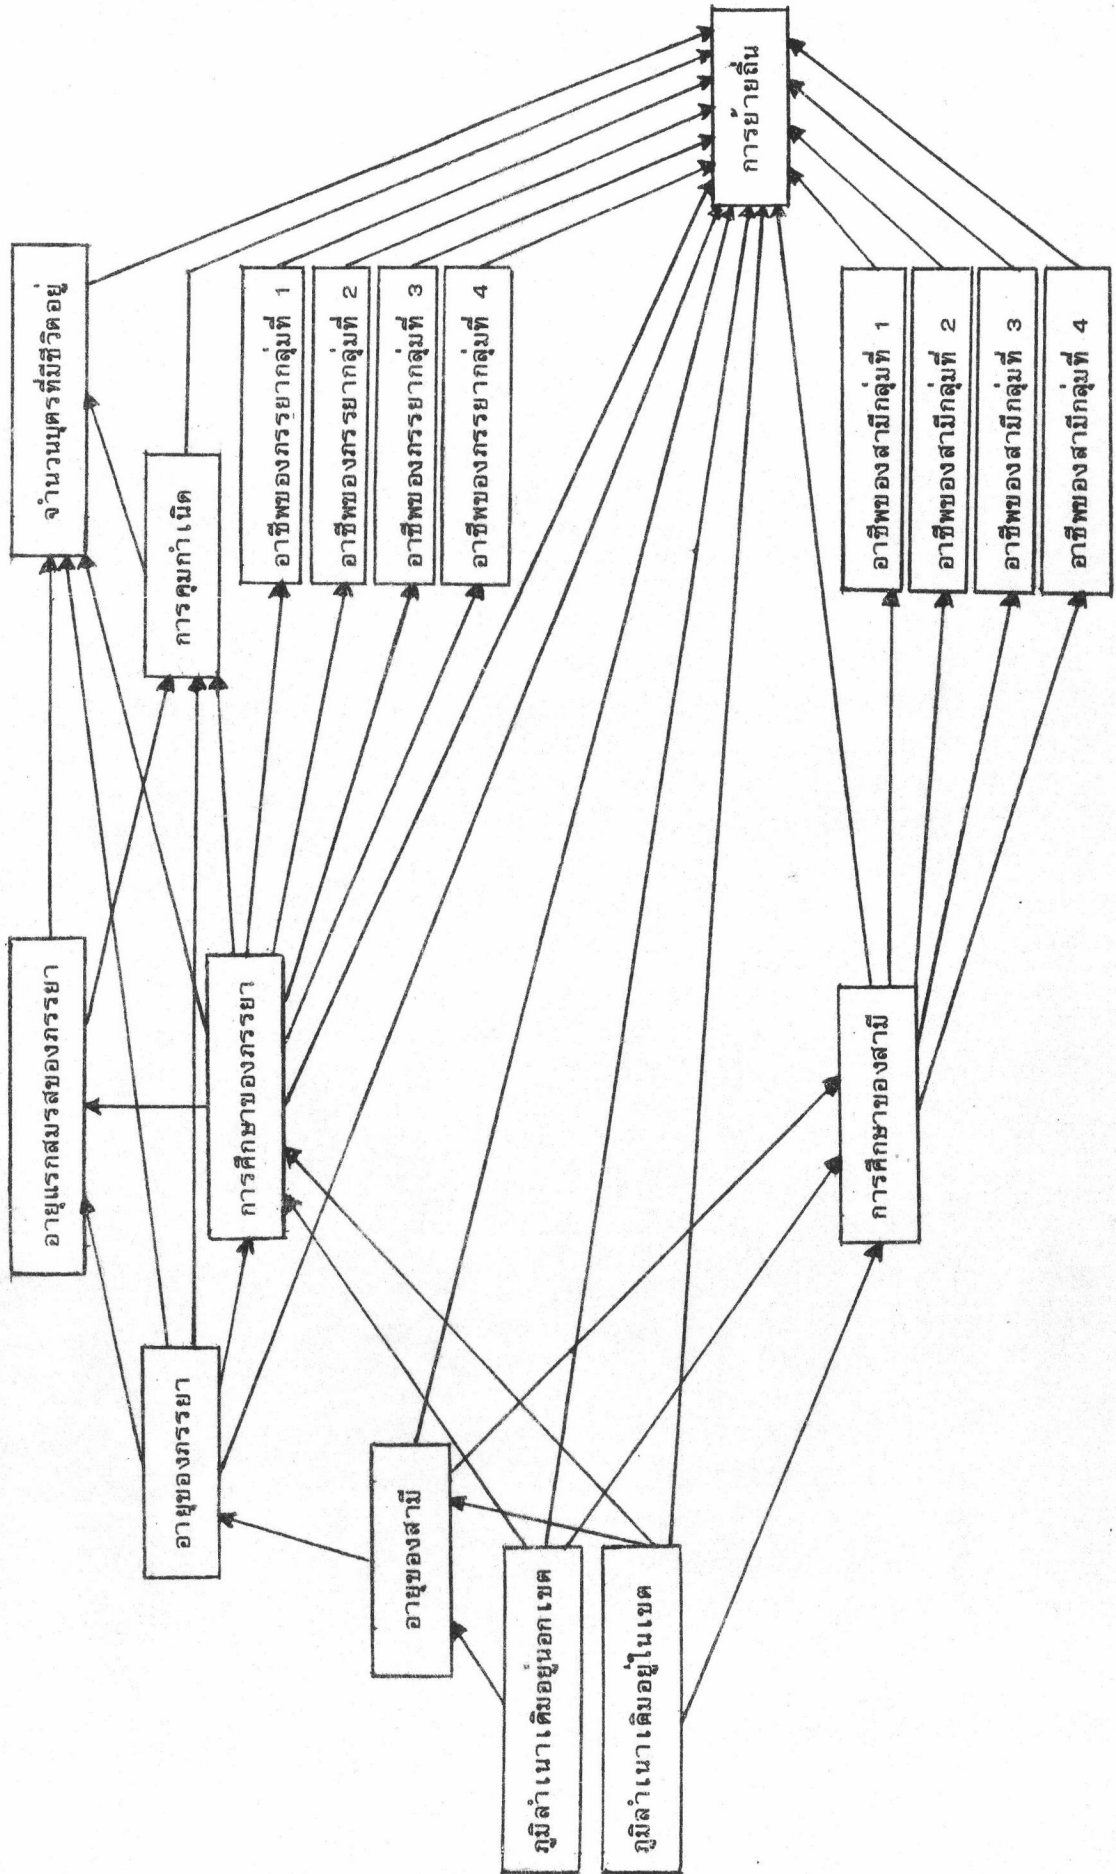 ภูมิลำเนาเดิมอยู่นอกเขต
ภูมิลำเนาเดิมอยู่ในเขต
อายุของสามี
อายุของภรรยา
อายุแรกสมรสของภรรยา
การศึกษาของภรรยา
การศึกษาของสามี
จำนวนบุตรที่มีชีวิตอยู่
การคุมกำเนิด
อาชีพของภรรยากลุ่มที่ 1
อาชีพของภรรยากลุ่มที่ 2
อาชีพของภรรยากลุ่มที่ 3
อาชีพของภรรยากลุ่มที่ 4
อาชีพของสามีกลุ่มที่ 1
อาชีพของสามีกลุ่มที่ 2
อาชีพของสามีกลุ่มที่ 3
อาชีพของสามีกลุ่มที่ 4
การย้ายถิ่น